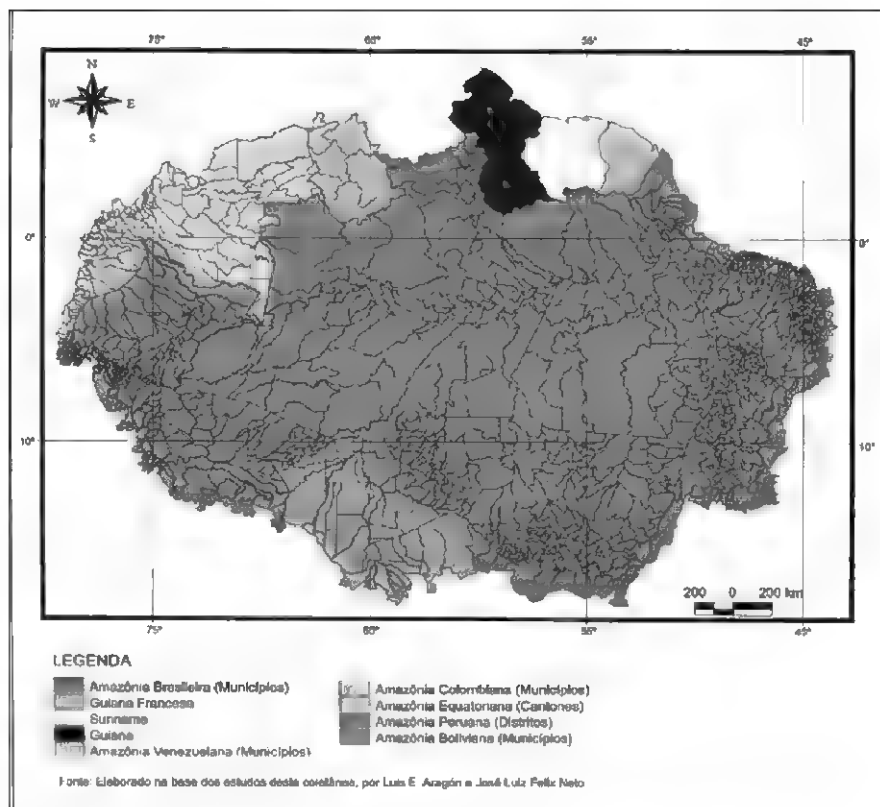 75° 65° 55° 45°
N
W E
S
0° 0°
10° 10°
200 0 200 km
75° 65° 55° 45°
LEGENDA
Amazônia Brasileira (Municípios)
Guiana Francesa
Suriname
Guiana
Amazônia Venezuelana (Municípios)
Amazônia Colombiana (Municípios)
Amazônia Equatoriana (Cantones)
Amazônia Peruana (Distritos)
Amazônia Boliviana (Municípios)
Fonte: Elaborado na base dos estudos desta coletânea, por Luis E. Aragón e José Luiz Felix Neto